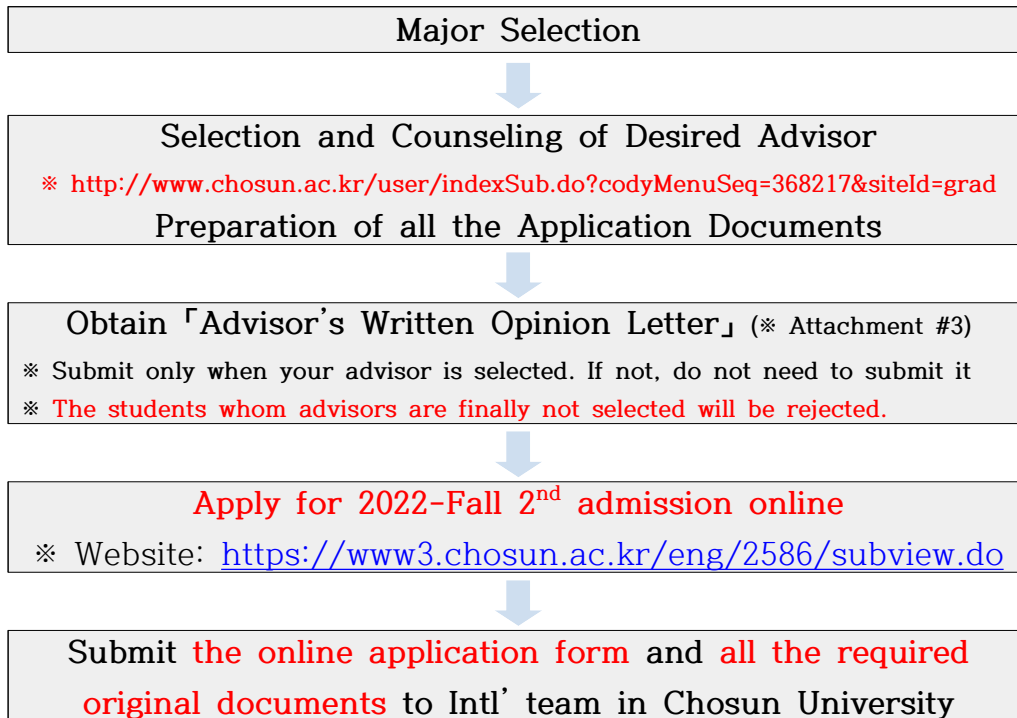 Major Selection
Selection and Counseling of Desired Advisor
※ http://www.chosun.ac.kr/user/indexSub.do?codyMenuSeq=368217&siteId=grad
Preparation of all the Application Documents
Obtain「Advisor's Written Opinion Letter」(※ Attachment #3)
※ Submit only when your advisor is selected. If not, do not need to submit it
※ The students whom advisors are finally not selected will be rejected.
Apply for 2022-Fall 2nd admission online
※ Website: https://www3.chosun.ac.kr/eng/2586/subview.do
Submit the online application form and all the required
original documents to Intl' team in Chosun University